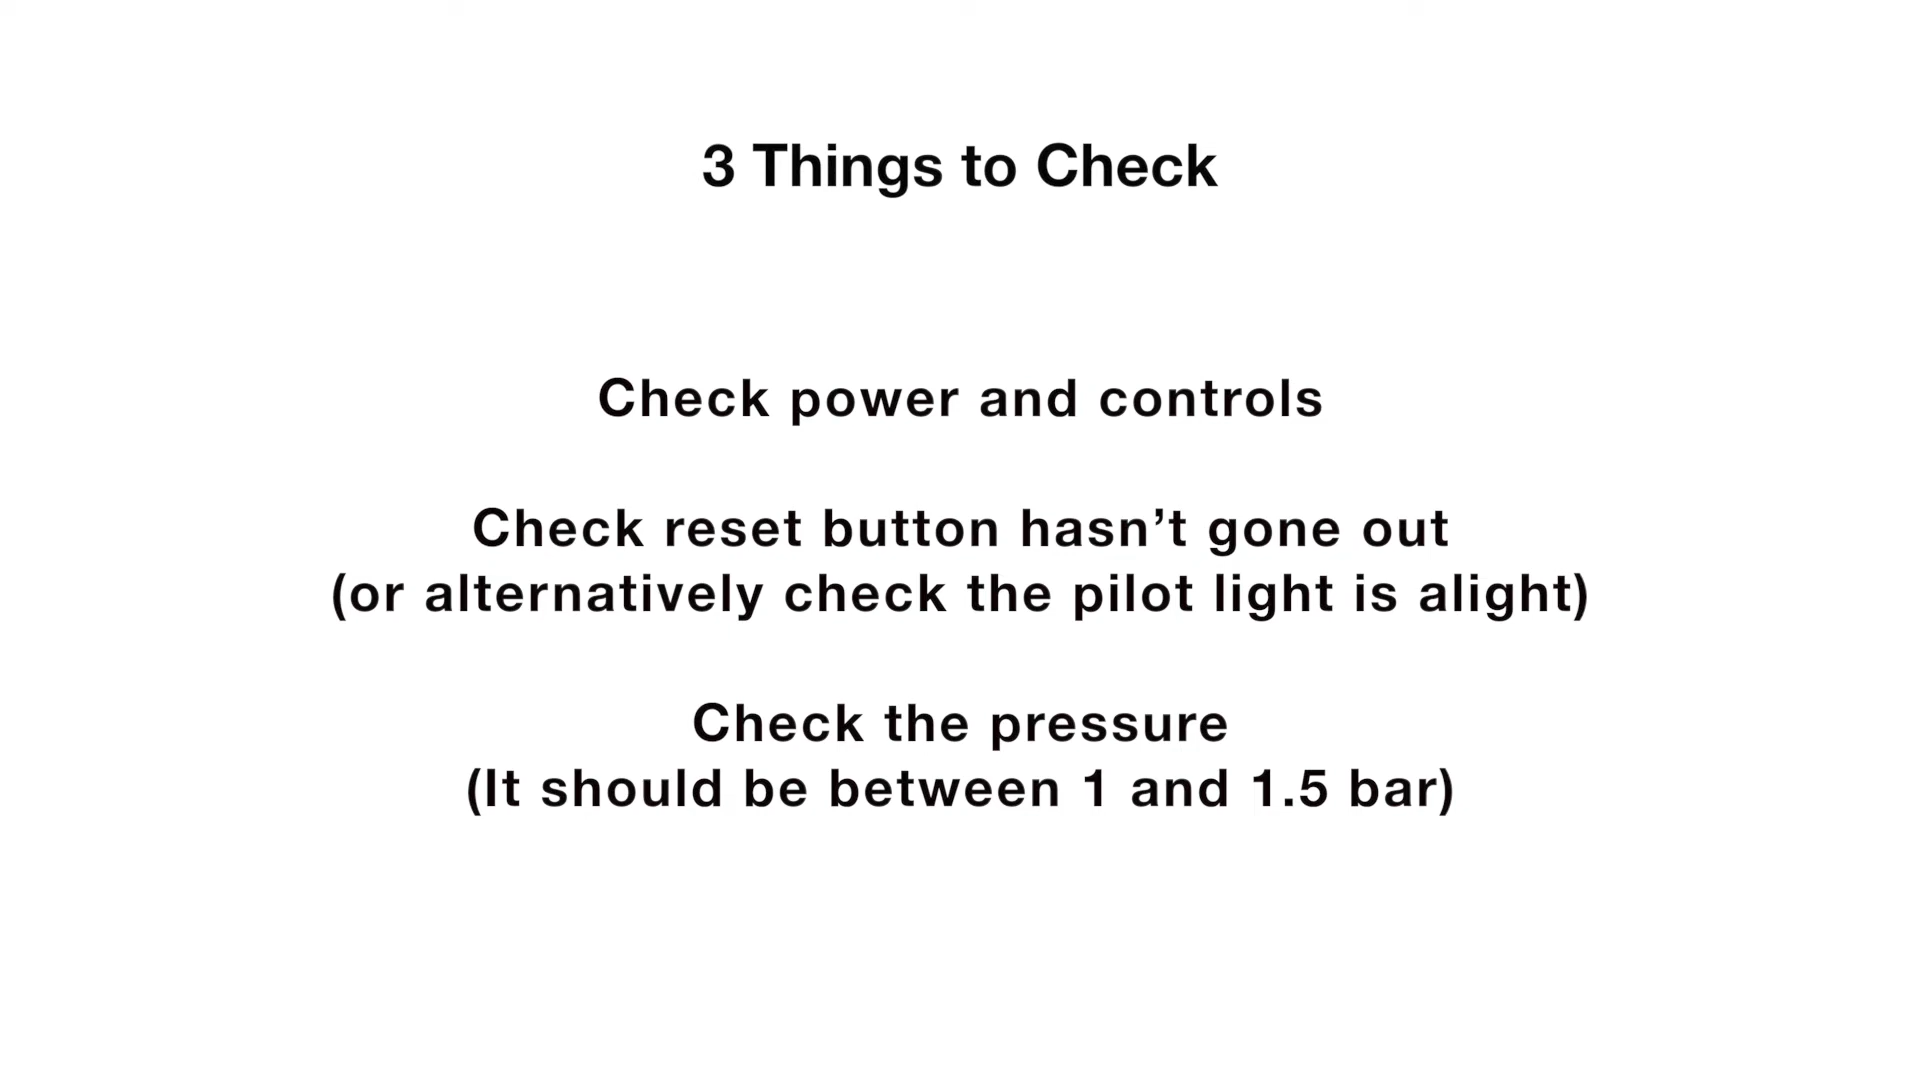 3 Things to Check
Check power and controls
Check reset button hasn’t gone out
(or alternatively check the pilot light is alight)
Check the pressure
(It should be between 1 and 1.5 bar)